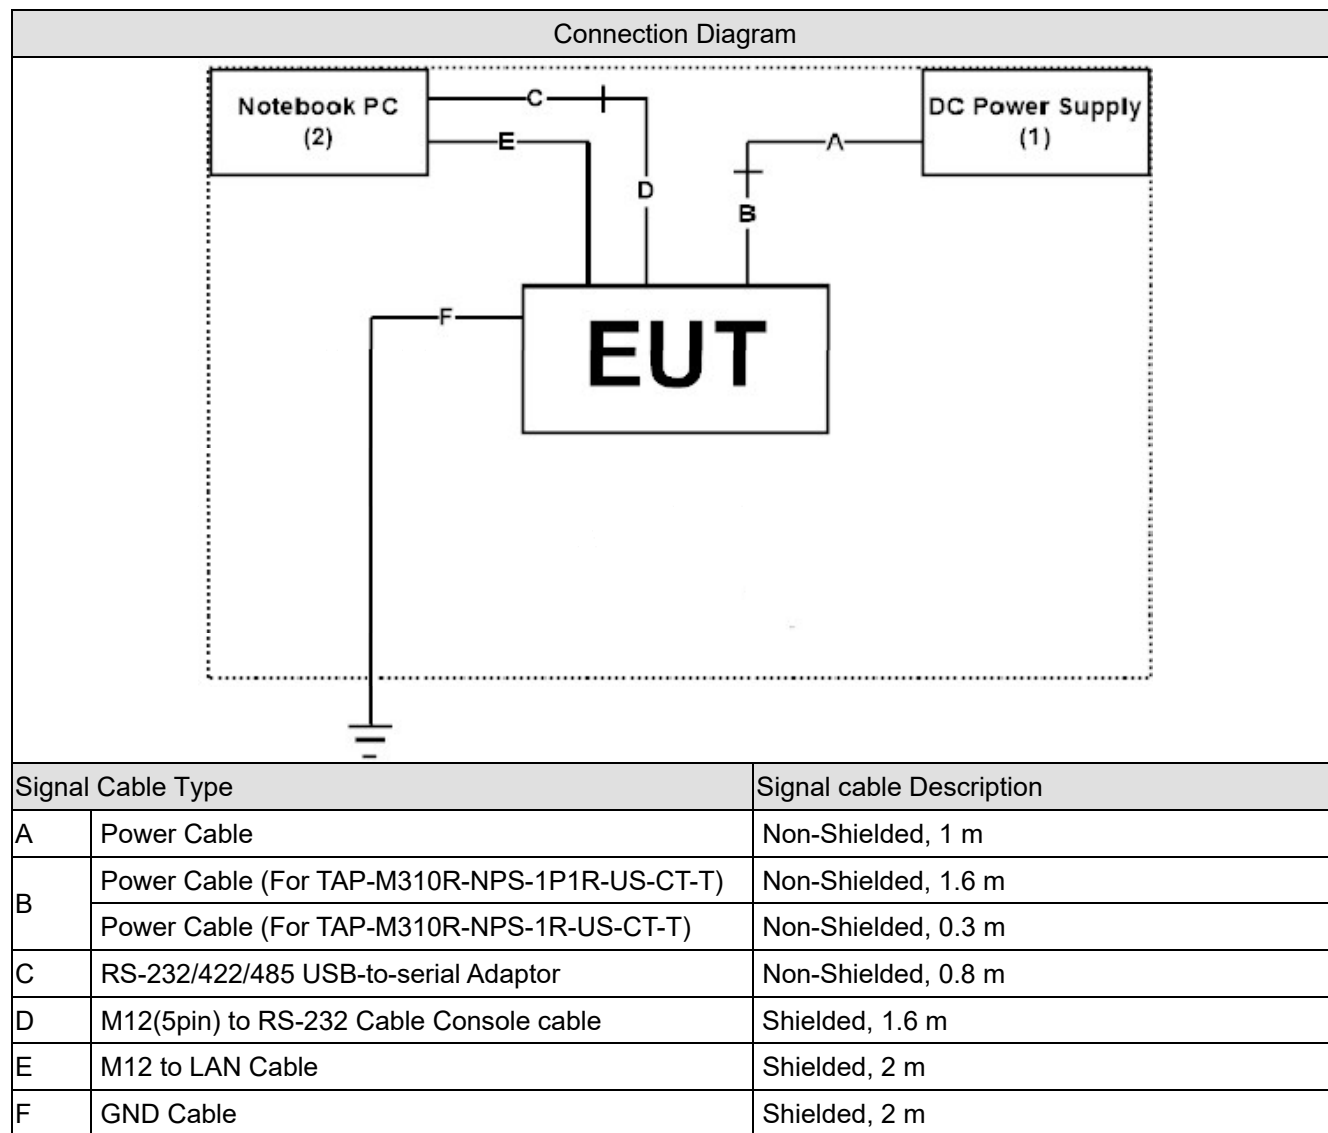 Connection Diagram
Notebook PC
(2)
C
E
D
A
B
DC Power Supply
(1)
F
EUT
Signal Cable Type Signal cable Description
A Power Cable Non-Shielded, 1 m
B Power Cable (For TAP-M310R-NPS-1P1R-US-CT-T) Non-Shielded, 1.6 m
Power Cable (For TAP-M310R-NPS-1R-US-CT-T) Non-Shielded, 0.3 m
C RS-232/422/485 USB-to-serial Adaptor Non-Shielded, 0.8 m
D M12(5pin) to RS-232 Cable Console cable Shielded, 1.6 m
E M12 to LAN Cable Shielded, 2 m
F GND Cable Shielded, 2 m